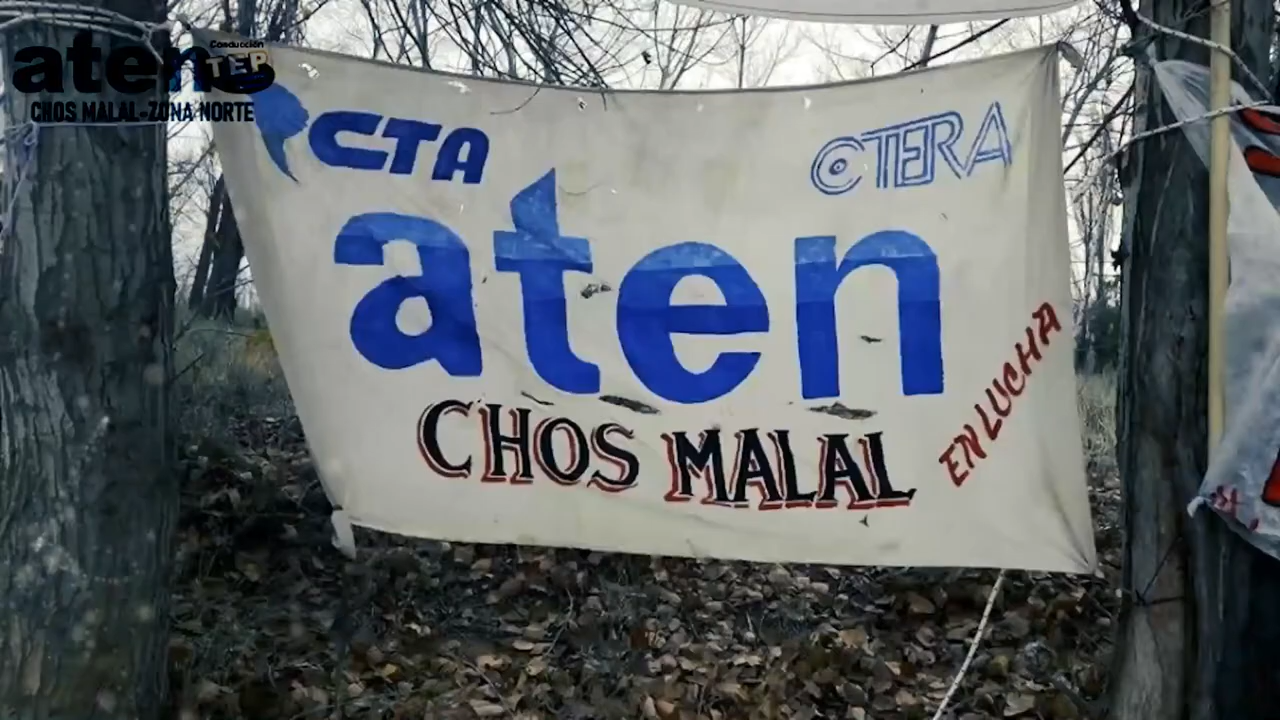 aten
Conducción
TEP
CHOS MALAL-ZONA NORTE
CTA
CTERA
aten
CHOS MALAL
EN LUCHA